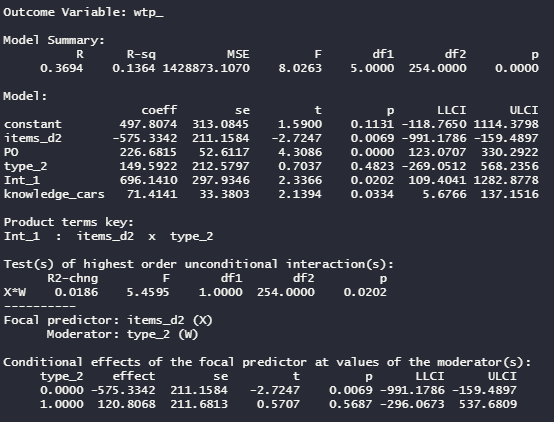 Outcome Variable: wtp_
Model Summary:
R R-sq MSE F df1 df2 p
0.3694 0.1364 1428873.1070 8.0263 5.0000 254.0000 0.0000
Model:
coeff se t p LLCI ULCI
constant 497.8074 313.0845 1.5900 0.1131 -118.7650 1114.3798
items_d2 -575.3342 211.1584 -2.7247 0.0069 -991.1786 -159.4897
PO 226.6815 52.6117 4.3086 0.0000 123.0707 330.2922
type_2 149.5922 212.5797 0.7037 0.4823 -269.0512 568.2356
Int_1 696.1410 297.9346 2.3366 0.0202 109.4041 1282.8778
knowledge_cars 71.4141 33.3803 2.1394 0.0334 5.6766 137.1516
Product terms key:
Int_1 : items_d2 x type_2
Test(s) of highest order unconditional interaction(s):
R2-chng F df1 df2 p
X*W 0.0186 5.4595 1.0000 254.0000 0.0202
----------
Focal predictor: items_d2 (X)
Moderator: type_2 (W)
Conditional effects of the focal predictor at values of the moderator(s):
type_2 effect se t p LLCI ULCI
0.0000 -575.3342 211.1584 -2.7247 0.0069 -991.1786 -159.4897
1.0000 120.8068 211.6813 0.5707 0.5687 -296.0673 537.6809